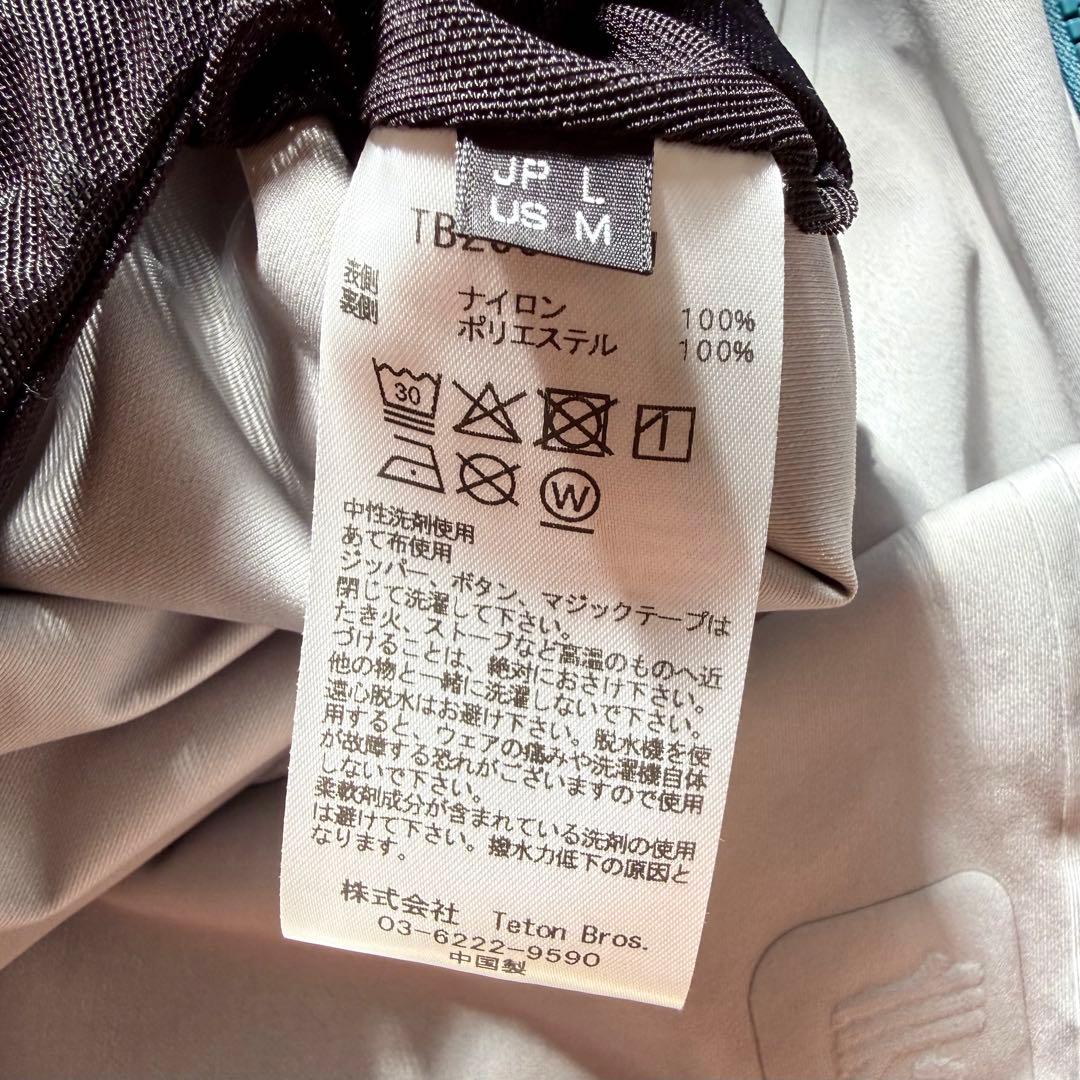 JP L
US M
表側 ナイロン 100%
裏側 ポリエステル 100%
30
1
W
中性洗剤使用
あて布使用
ジッパー、ボタン、マジックテープは
閉じて洗濯して下さい。
たき火、ストーブなど高温のものへ近
づけることは、絶対におさけ下さい。
他の物と一緒に洗濯しないで下さい。
遠心脱水はお避け下さい。脱水機を使
用すると、ウェアの痛みや洗濯機自体
が故障する恐れがございますので使用
しないで下さい。
柔軟剤成分が含まれている洗剤の使用
は避けて下さい。撥水力低下の原因と
なります。
株式会社 Teton Bros.
03-6222-9590
中国製